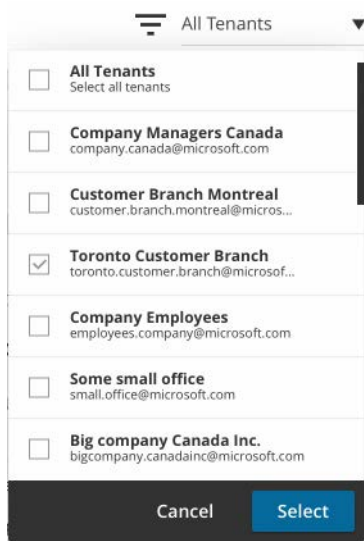 All Tenants
All Tenants
Select all tenants
Company Managers Canada
company.canada@microsoft.com
Customer Branch Montreal
customer.branch.montreal@micros...
Toronto Customer Branch
toronto.customer.branch@microsof...
Company Employees
employees.company@microsoft.com
Some small office
small.office@microsoft.com
Big company Canada Inc.
bigcompany.canadainc@microsoft.com
Cancel Select